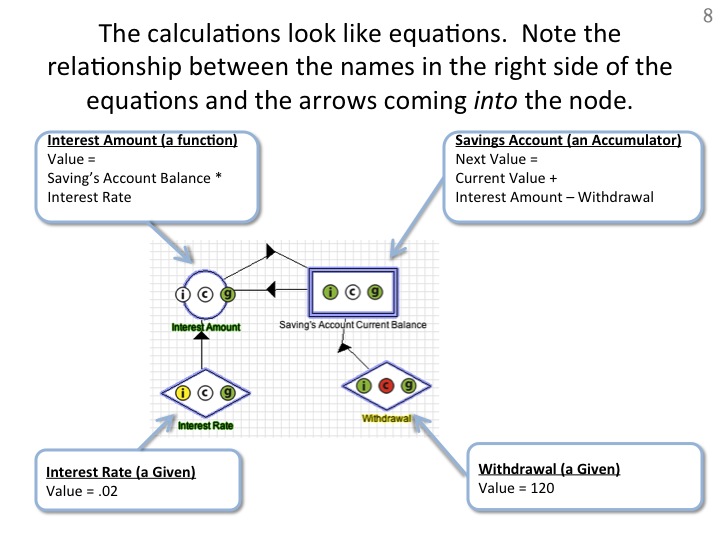 8
The calculations look like equations.  Note the
relationship between the names in the right side of the
equations and the arrows coming into the node.
Interest Amount (a function)
Value =
Saving's Account Balance *
Interest Rate
Savings Account (an Accumulator)
Next Value =
Current Value +
Interest Amount – Withdrawal
i c g
i c g
Interest Amount
Saving's Account Current Balance
i c g
i c g
Interest Rate
Withdrawal
Interest Rate (a Given)
Value = .02
Withdrawal (a Given)
Value = 120